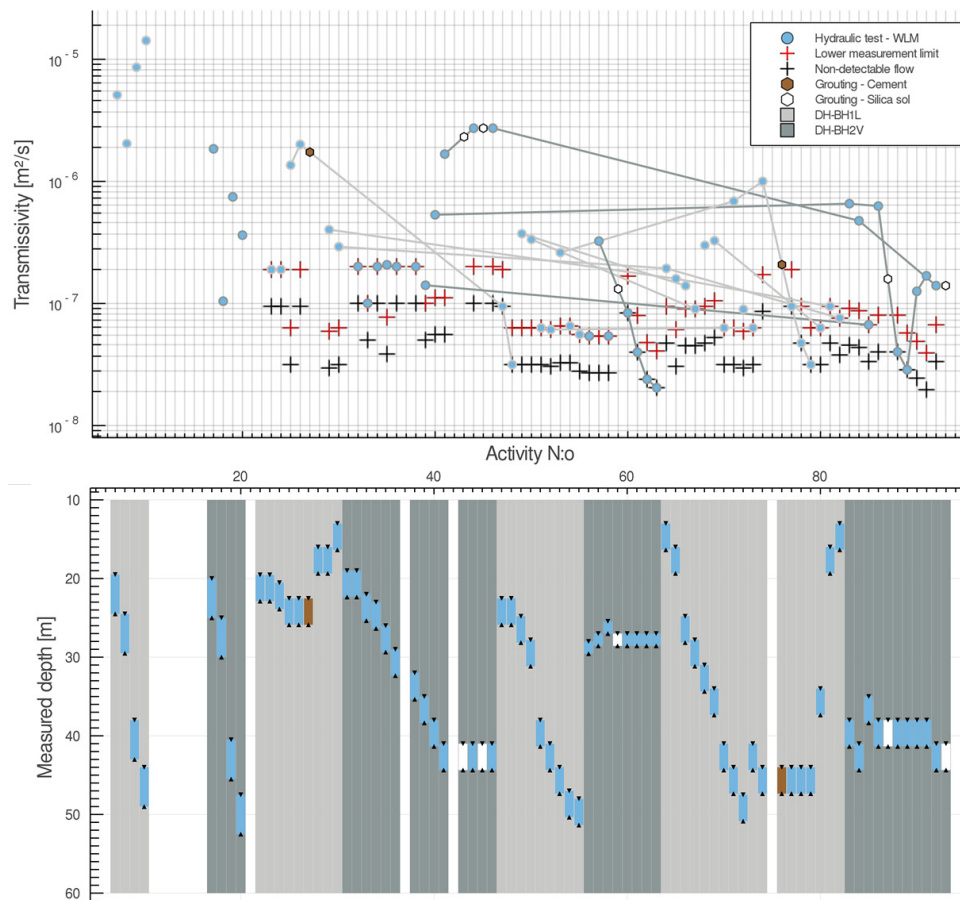 10⁻⁵
10⁻⁶
10⁻⁷
10⁻⁸
Transmissivity [m²/s]
Hydraulic test - WLM
Lower measurement limit
Non-detectable flow
Grouting - Cement
Grouting - Silica sol
DH-BH1L
DH-BH2V
Activity N:o
20 40 60 80
10
20
30
40
50
60
Measured depth [m]